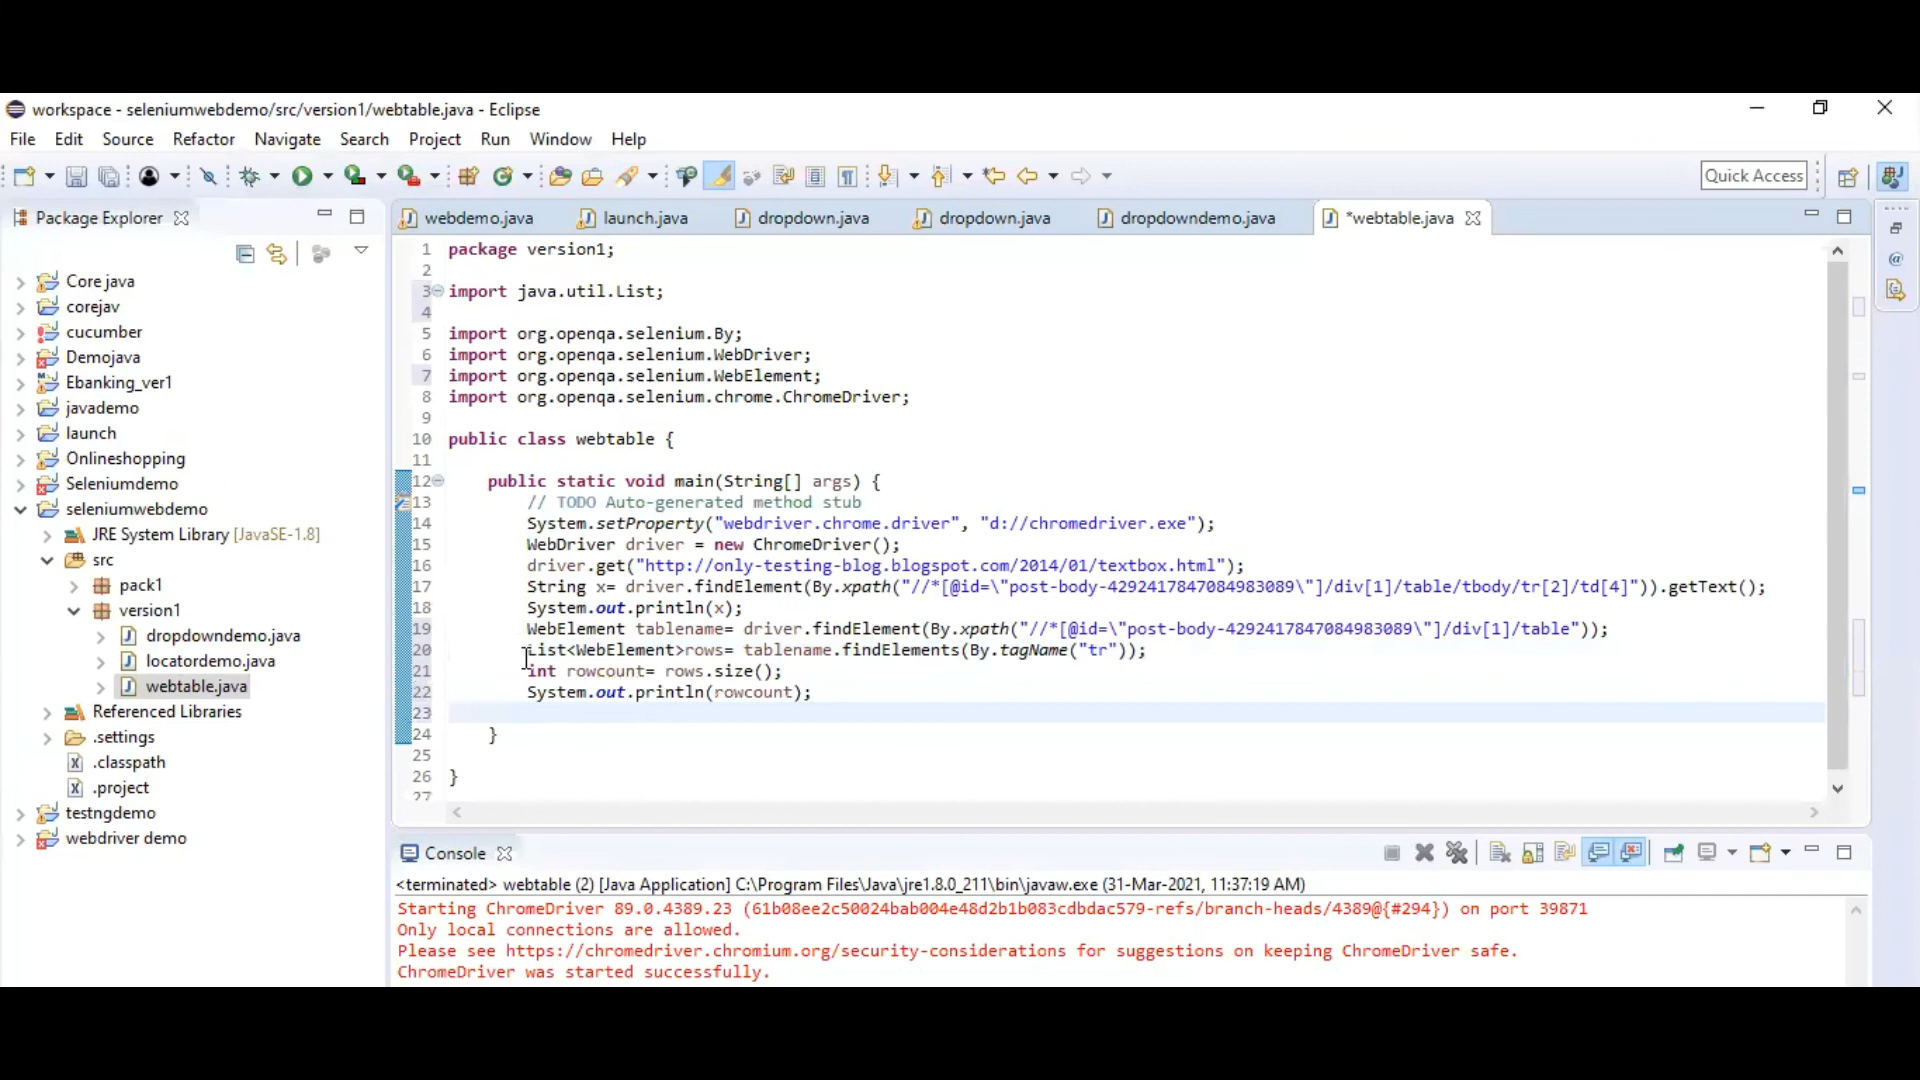 workspace - seleniumwebdemo/src/version1/webtable.java - Eclipse
File Edit Source Refactor Navigate Search Project Run Window Help
Quick Access
Package Explorer
webdemo.java launch.java dropdown.java dropdown.java dropdowndemo.java *webtable.java
Core java
corejav
cucumber
Demojava
Ebanking_ver1
javademo
launch
Onlineshopping
Seleniumdemo
seleniumwebdemo
JRE System Library [JavaSE-1.8]
src
pack1
version1
dropdowndemo.java
locatordemo.java
webtable.java
Referenced Libraries
.settings
.classpath
.project
testngdemo
webdriver demo
1 package version1;
2
3 import java.util.List;
4
5 import org.openqa.selenium.By;
6 import org.openqa.selenium.WebDriver;
7 import org.openqa.selenium.WebElement;
8 import org.openqa.selenium.chrome.ChromeDriver;
9
10 public class webtable {
11
12 public static void main(String[] args) {
13 // TODO Auto-generated method stub
14 System.setProperty("webdriver.chrome.driver", "d://chromedriver.exe");
15 WebDriver driver = new ChromeDriver();
16 driver.get("http://only-testing-blog.blogspot.com/2014/01/textbox.html");
17 String x= driver.findElement(By.xpath("//*[@id=\"post-body-4292417847084983089\"]/div[1]/table/tbody/tr[2]/td[4]")).getText();
18 System.out.println(x);
19 WebElement tablename= driver.findElement(By.xpath("//*[@id=\"post-body-4292417847084983089\"]/div[1]/table"));
20 List<WebElement>rows= tablename.findElements(By.tagName("tr"));
21 int rowcount= rows.size();
22 System.out.println(rowcount);
23
24 }
25
26 }
27
Console
<terminated> webtable (2) [Java Application] C:\Program Files\Java\jre1.8.0_211\bin\javaw.exe (31-Mar-2021, 11:37:19 AM)
Starting ChromeDriver 89.0.4389.23 (61b08ee2c50024bab004e48d2b1b083cdbdac579-refs/branch-heads/4389@{#294}) on port 39871
Only local connections are allowed.
Please see https://chromedriver.chromium.org/security-considerations for suggestions on keeping ChromeDriver safe.
ChromeDriver was started successfully.